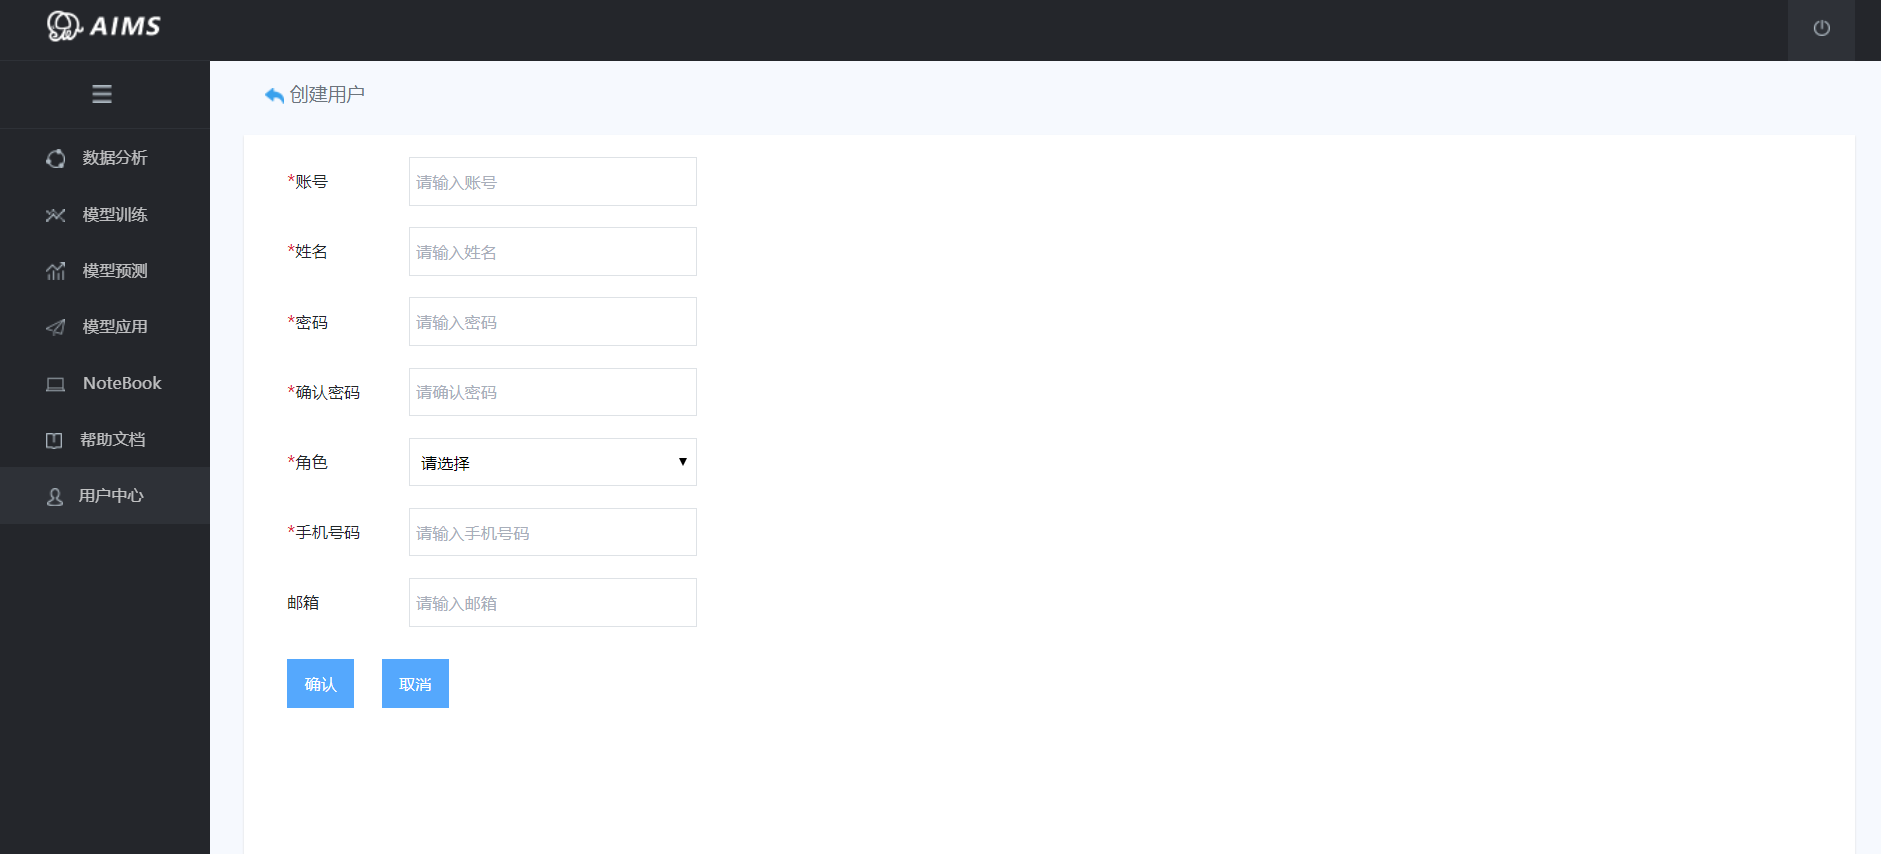 AIMS
数据分析
模型训练
模型预测
模型应用
NoteBook
帮助文档
用户中心
创建用户
*账号 请输入账号
*姓名 请输入姓名
*密码 请输入密码
*确认密码 请确认密码
*角色 请选择
*手机号码 请输入手机号码
邮箱 请输入邮箱
确认 取消